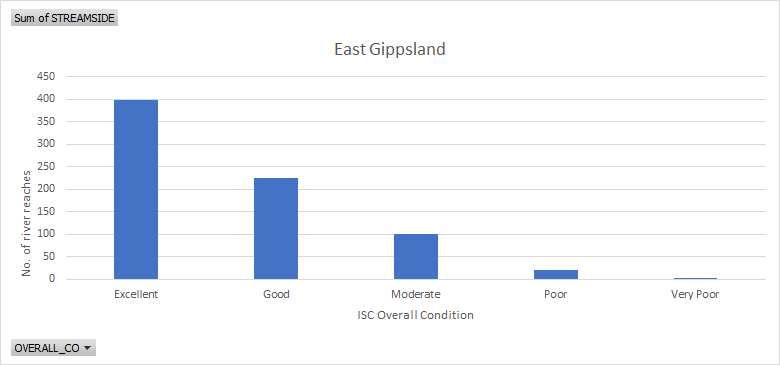 Sum of STREAMSIDE
East Gippsland
No. of river reaches
450
400
350
300
250
200
150
100
50
0
Excellent Good Moderate Poor Very Poor
ISC Overall Condition
OVERALL_CO